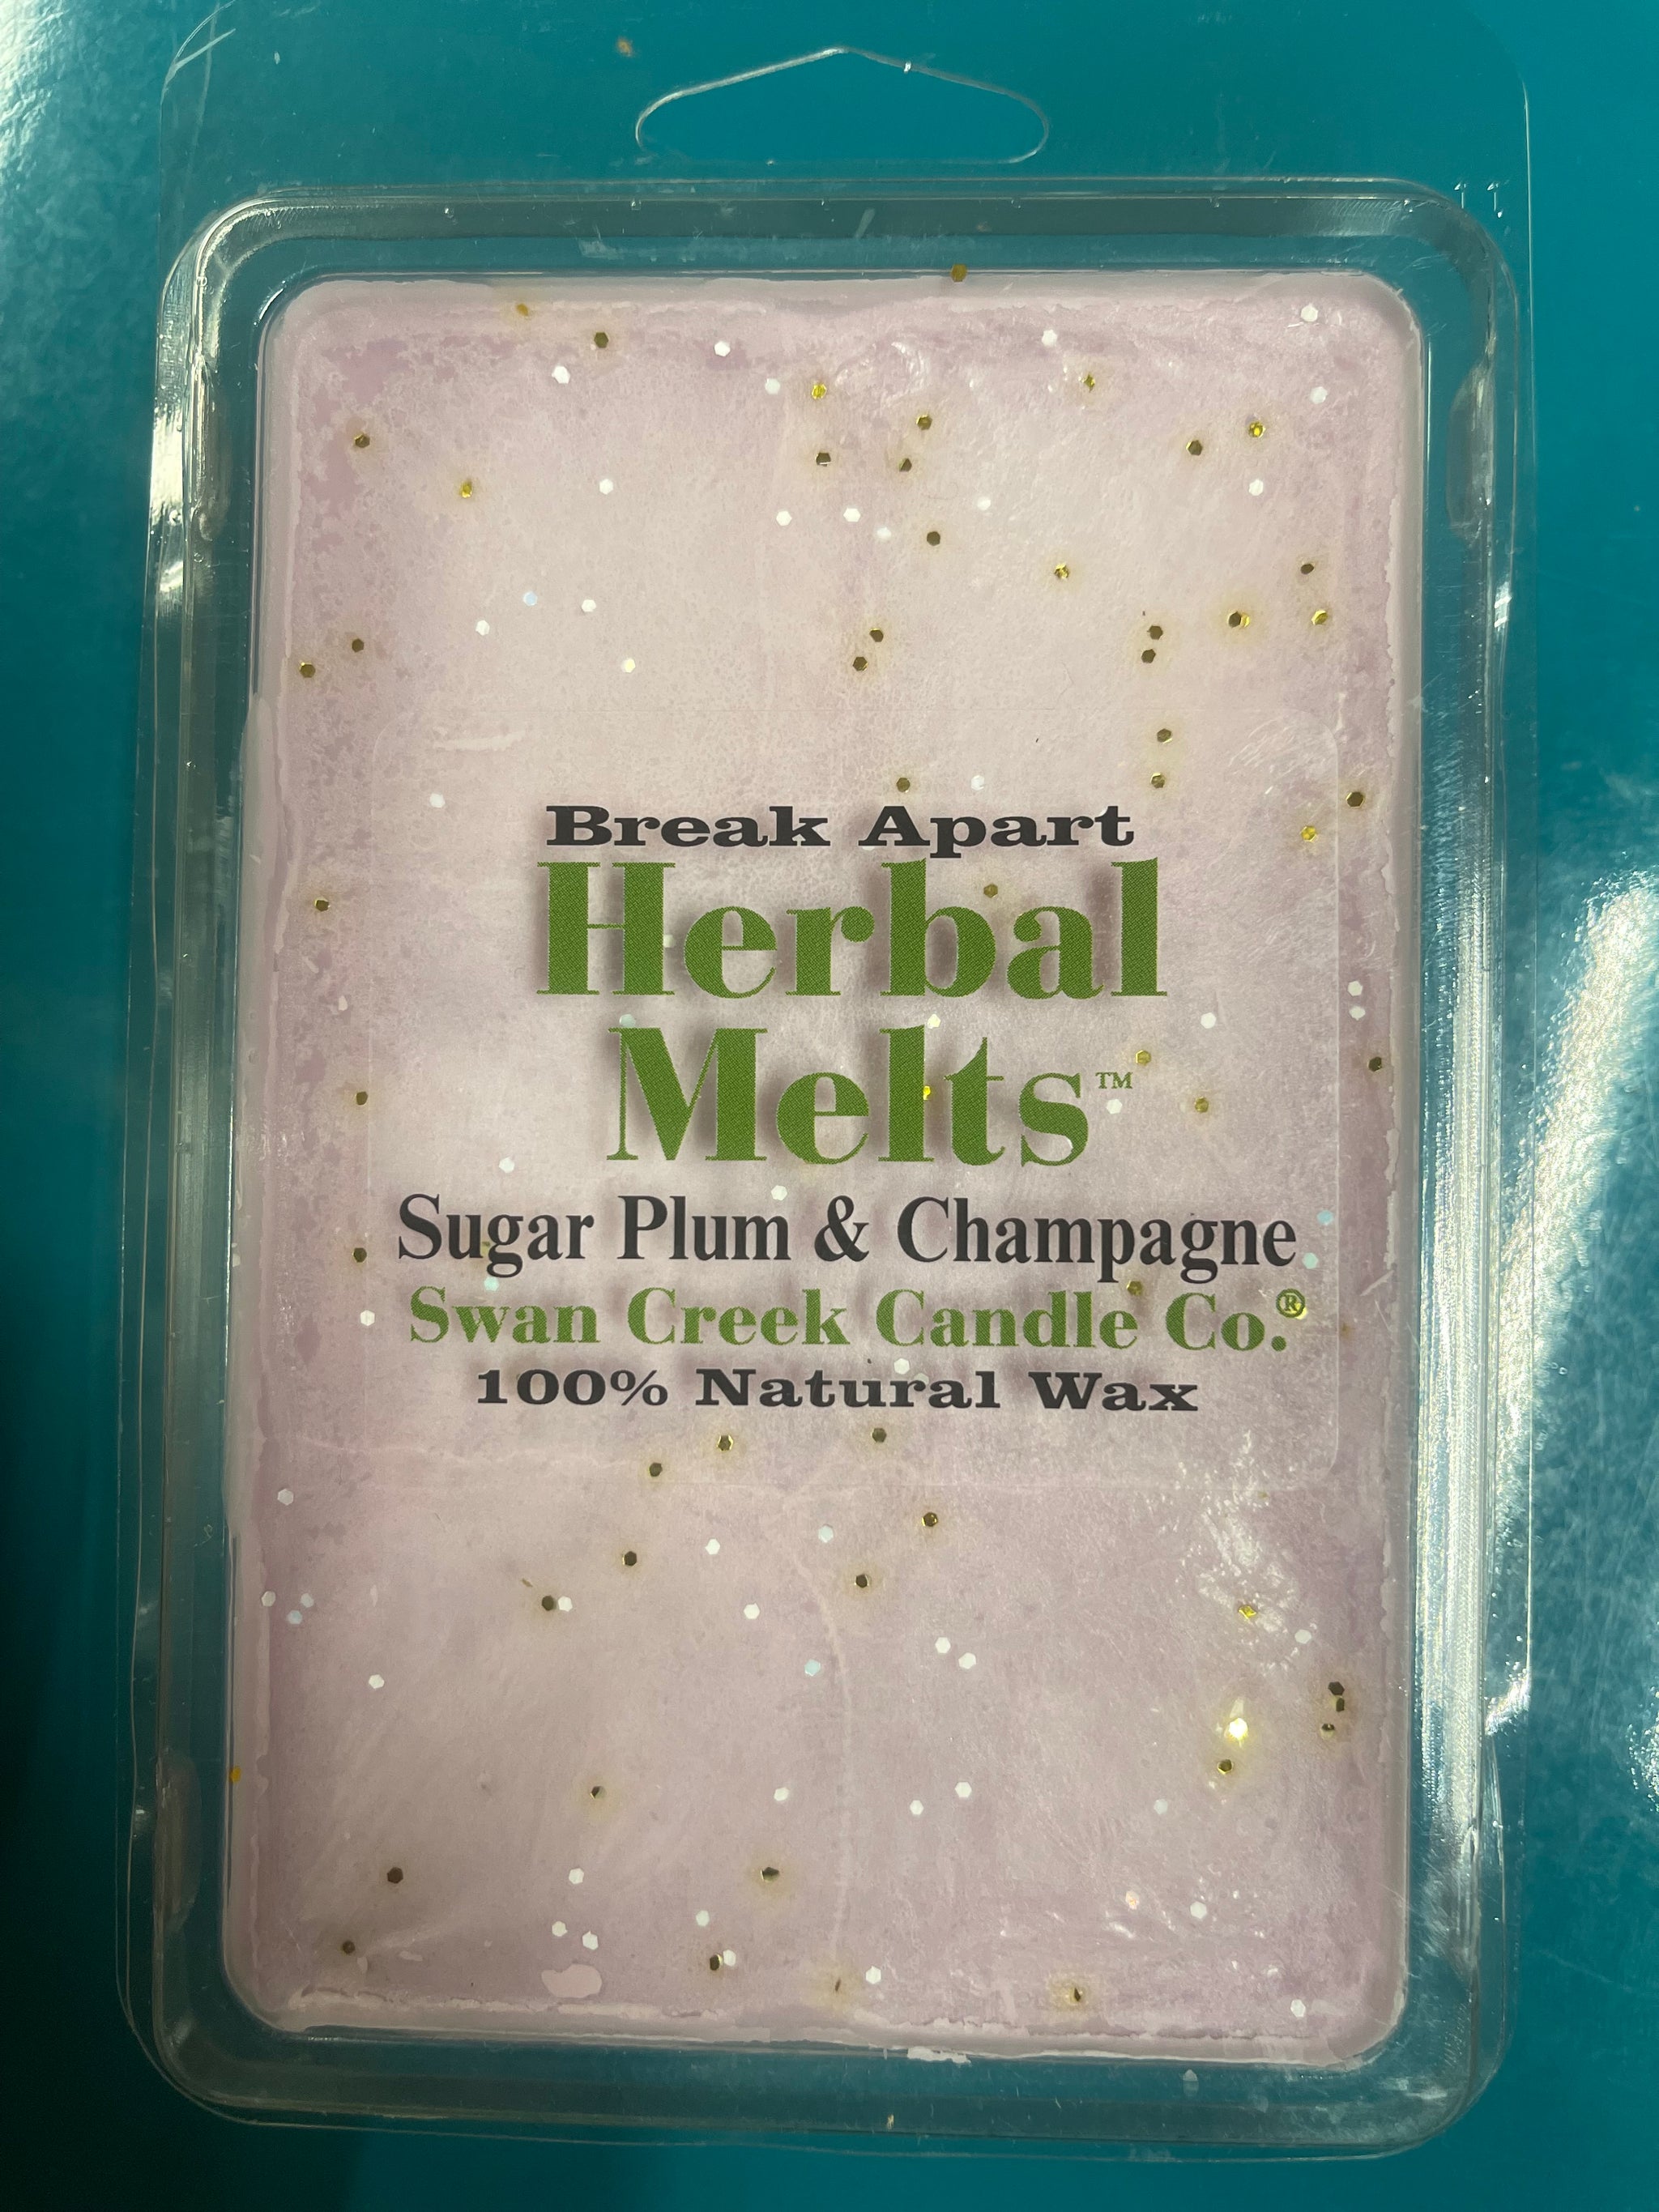 Break Apart
Herbal
Melts™
Sugar Plum & Champagne
Swan Creek Candle Co.®
100% Natural Wax